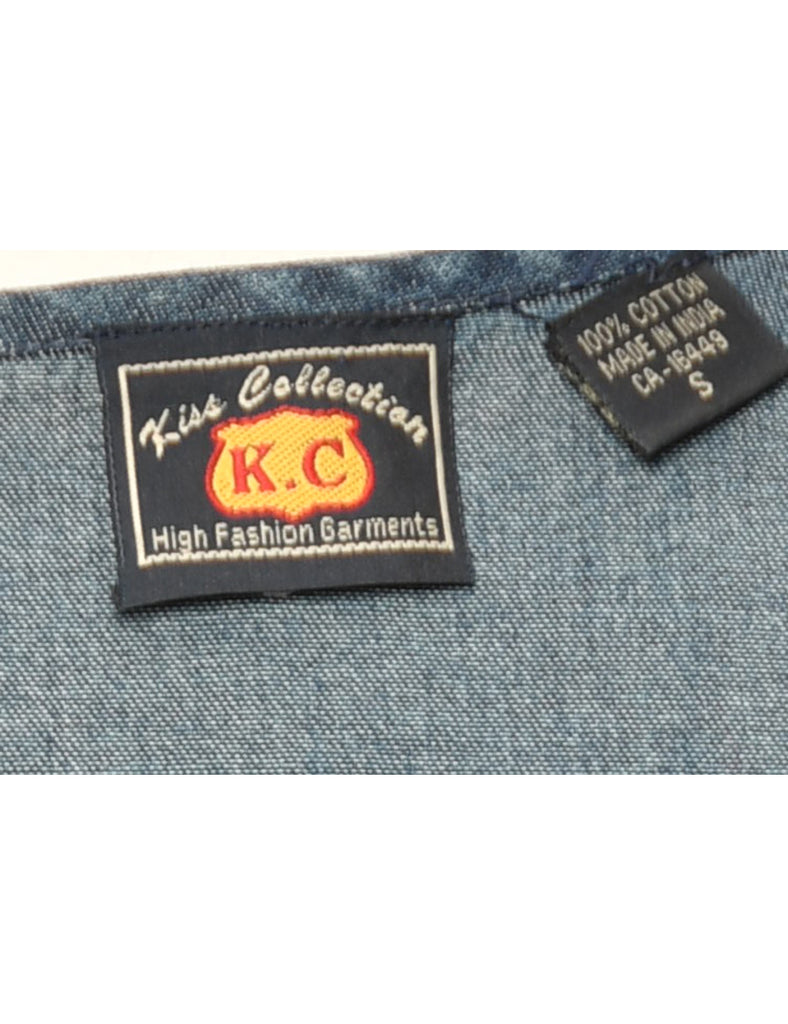 Kiss Collection
K.C
High Fashion Garments
100% COTTON
MADE IN INDIA
CA-16449
S